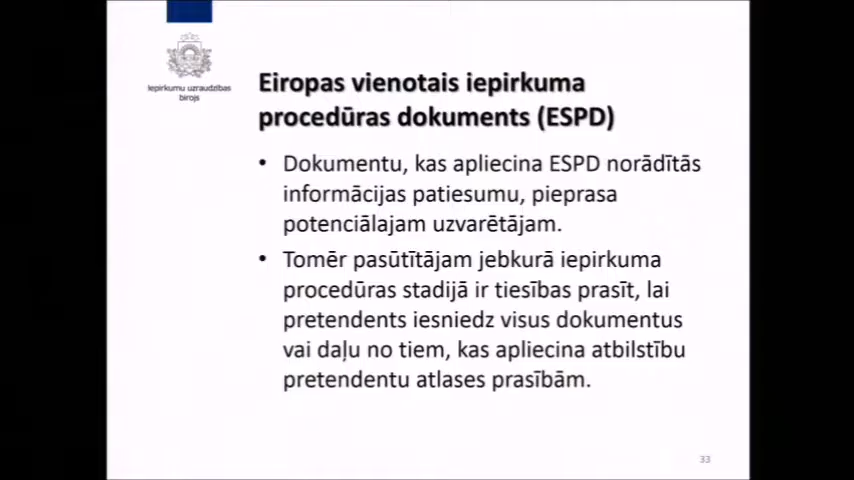 Iepirkumu uzraudzības
birojs
Eiropas vienotais iepirkuma
procedūras dokuments (ESPD)
• Dokumentu, kas apliecina ESPD norādītās
informācijas patiesumu, pieprasa
potenciālajam uzvarētājam.
• Tomēr pasūtītājam jebkurā iepirkuma
procedūras stadijā ir tiesības prasīt, lai
pretendents iesniedz visus dokumentus
vai daļu no tiem, kas apliecina atbilstību
pretendentu atlases prasībām.
33